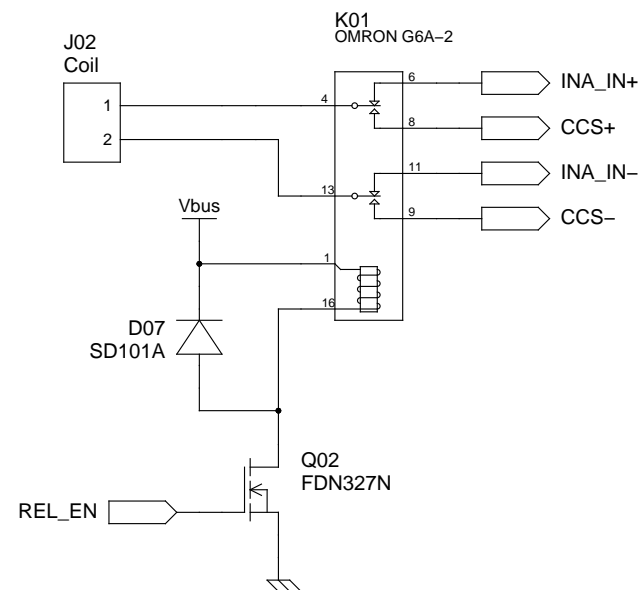 K01
OMRON G6A–2
J02
Coil
1
2
4
6
INA_IN+
8
CCS+
11
INA_IN–
13
9
CCS–
Vbus
1
16
D07
SD101A
Q02
FDN327N
REL_EN